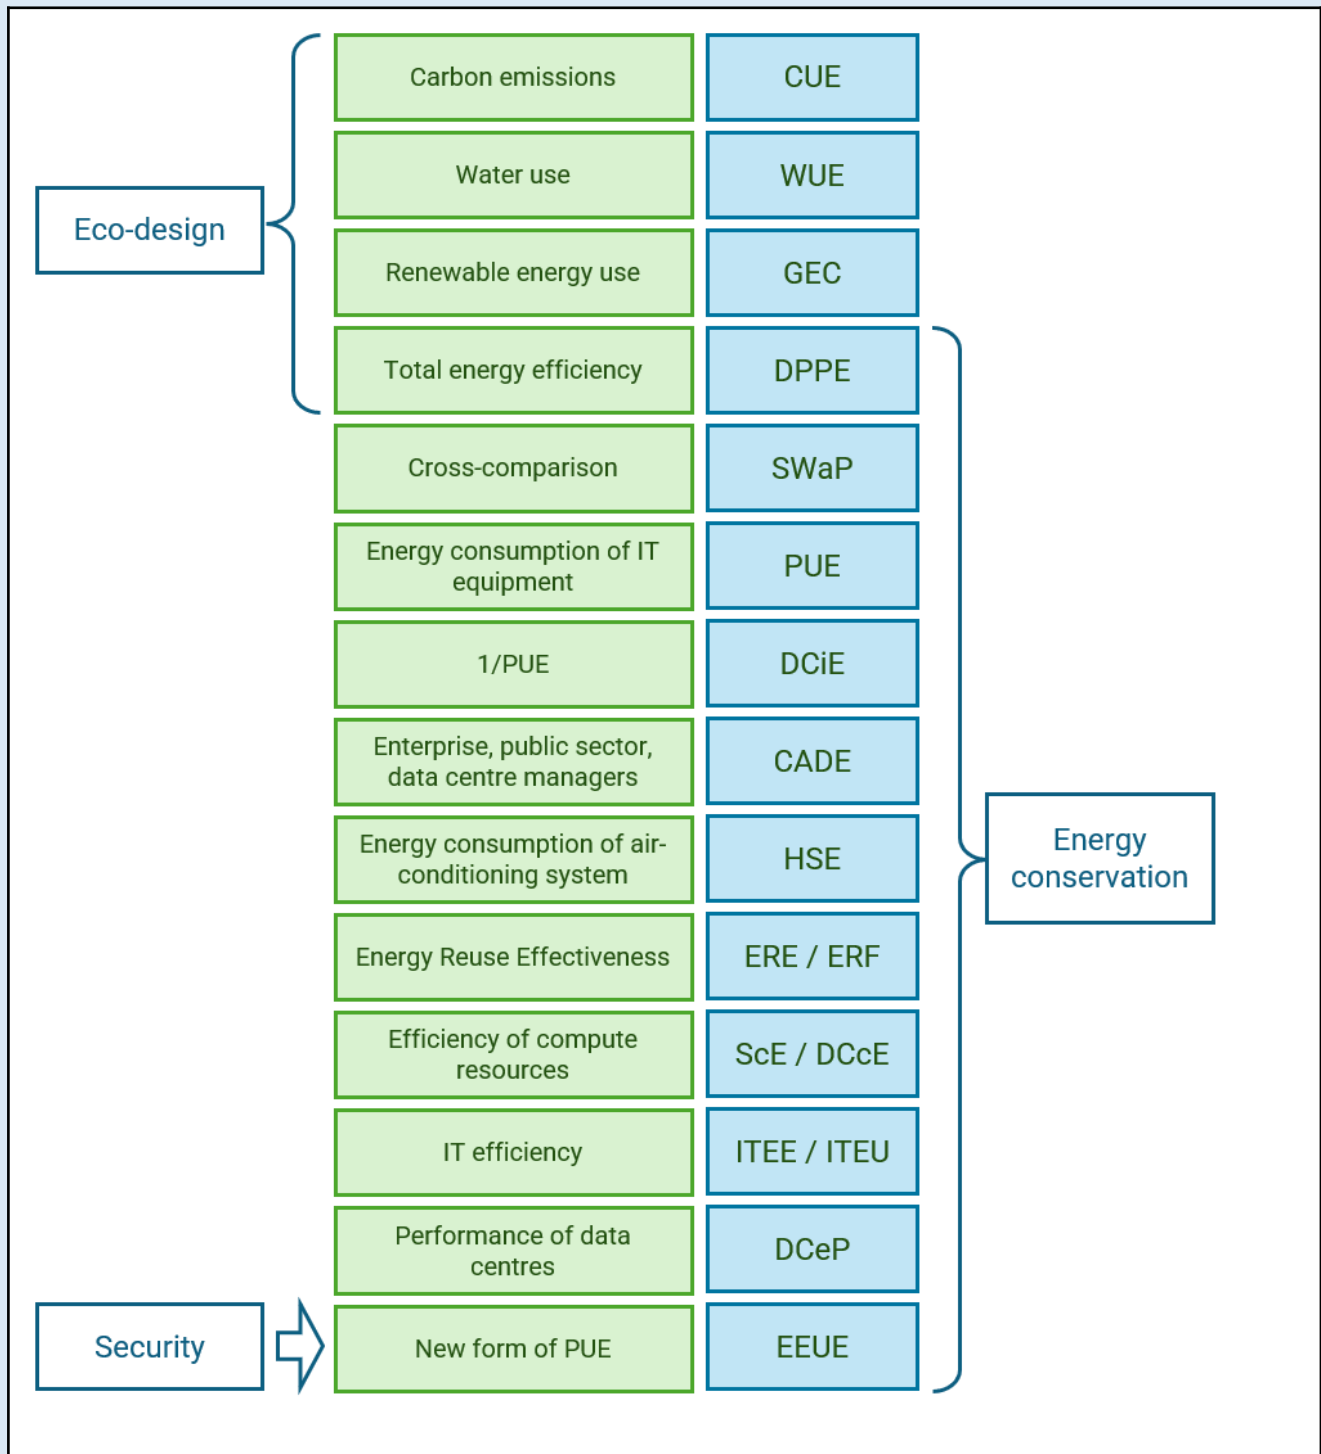 Carbon emissions
CUE
Water use
WUE
Eco-design
Renewable energy use
GEC
Total energy efficiency
DPPE
Cross-comparison
SWaP
Energy consumption of IT
equipment
PUE
1/PUE
DCiE
Enterprise, public sector,
data centre managers
CADE
Energy consumption of air-
conditioning system
HSE
Energy
conservation
Energy Reuse Effectiveness
ERE / ERF
Efficiency of compute
resources
ScE / DCcE
IT efficiency
ITEE / ITEU
Performance of data
centres
DCeP
Security
New form of PUE
EEUE